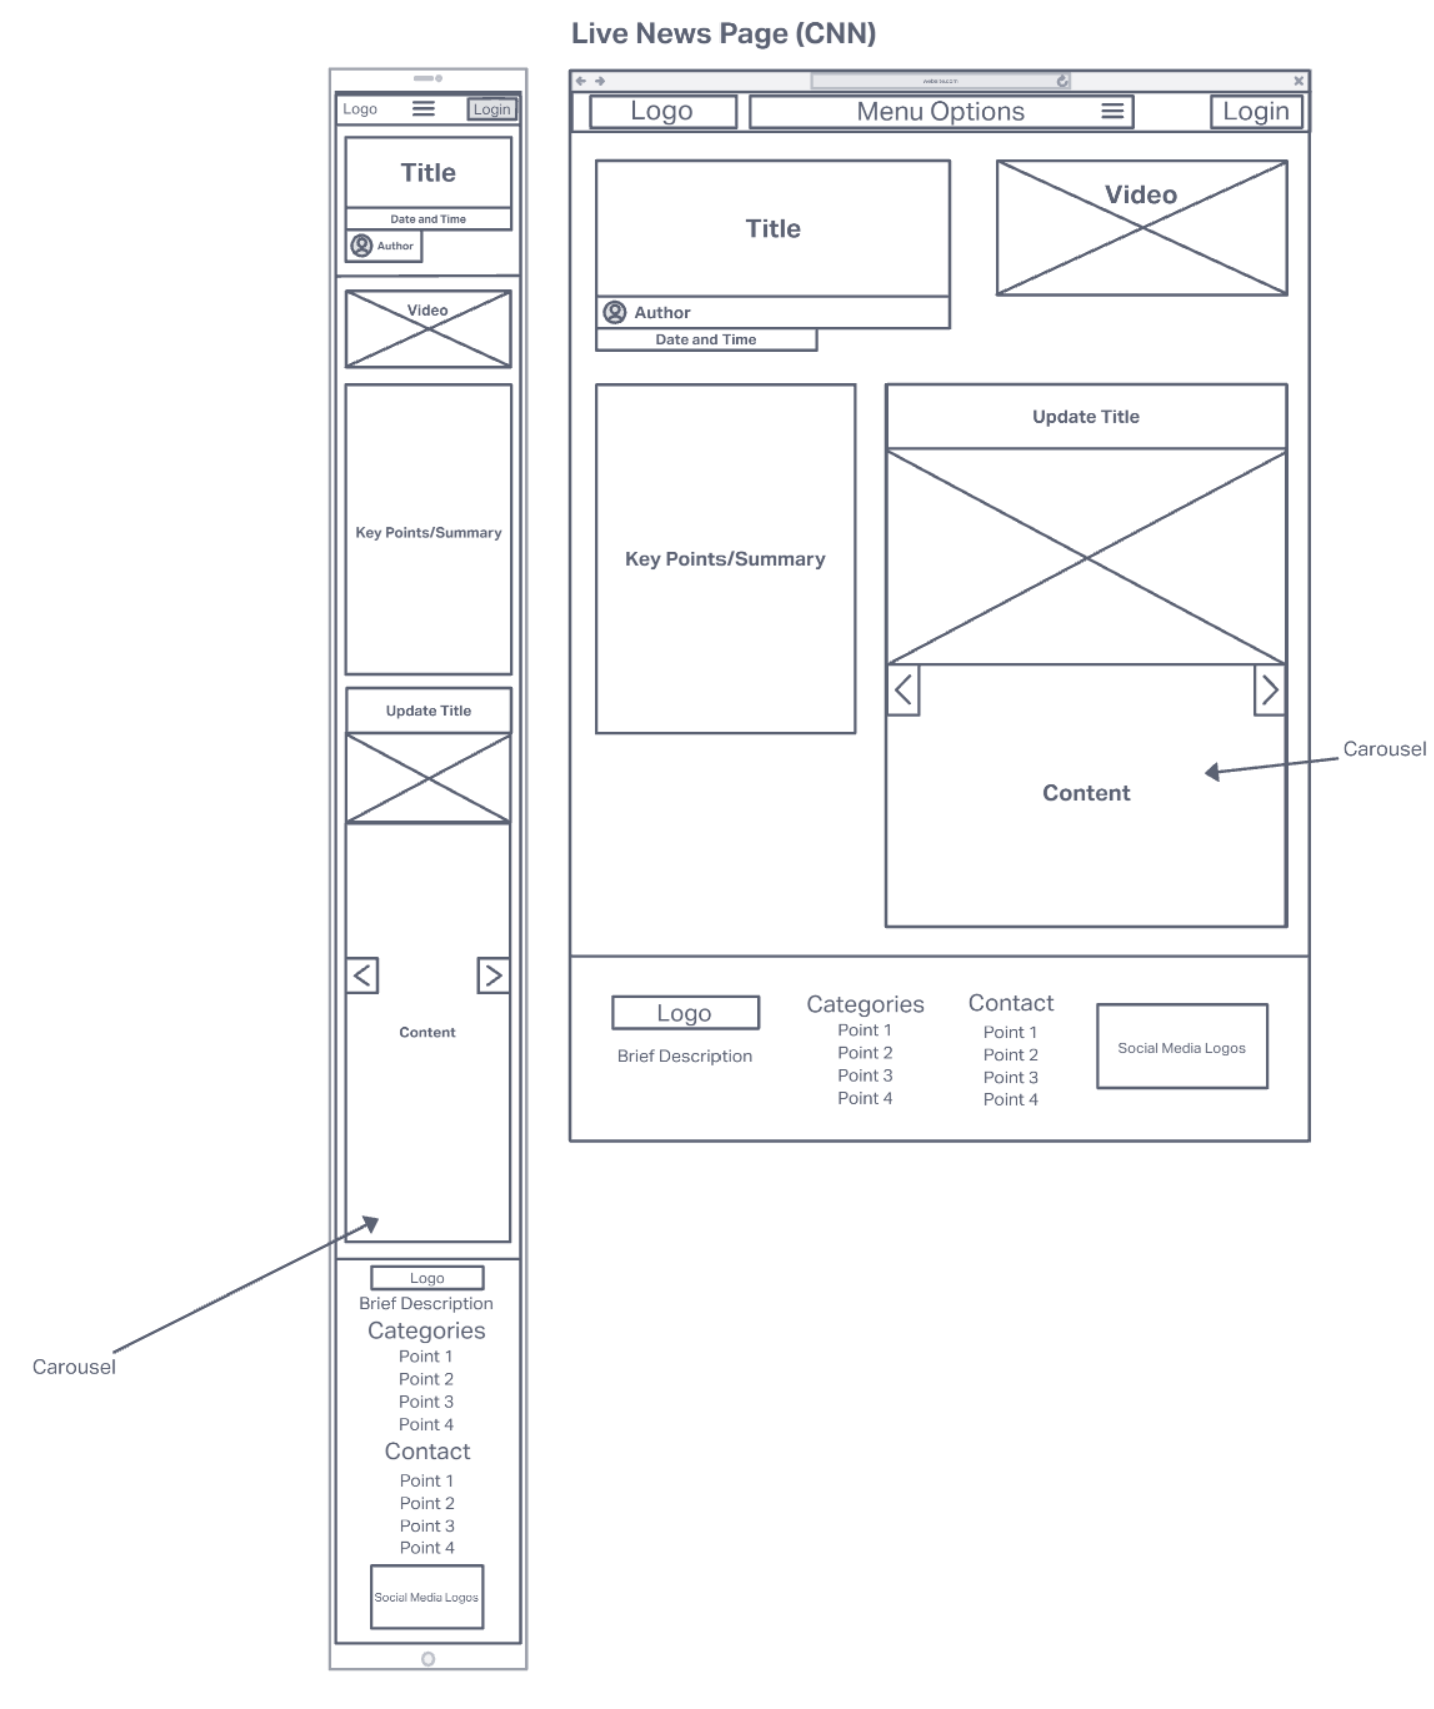 Live News Page (CNN)
Logo
Login
Title
Date and Time
Author
Video
Key Points/Summary
Update Title
Content
Carousel
Logo
Brief Description
Categories
Point 1
Point 2
Point 3
Point 4
Contact
Point 1
Point 2
Point 3
Point 4
Social Media Logos
Logo
Menu Options
Login
Title
Author
Date and Time
Video
Key Points/Summary
Update Title
Content
Carousel
Logo
Brief Description
Categories
Point 1
Point 2
Point 3
Point 4
Contact
Point 1
Point 2
Point 3
Point 4
Social Media Logos